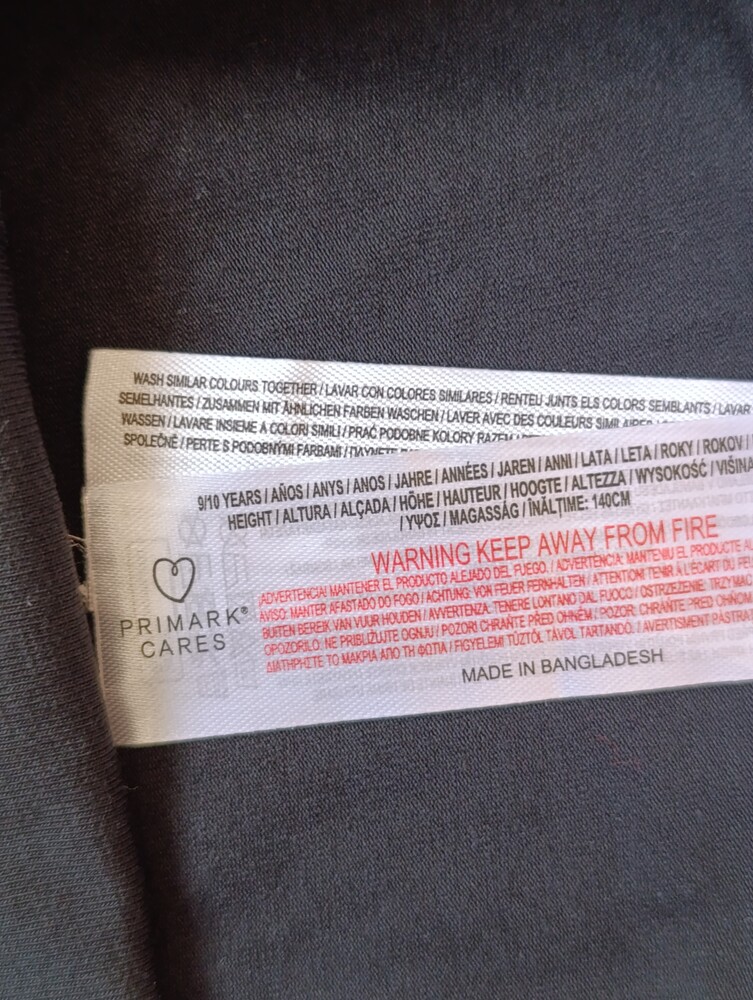 WASH SIMILAR COLOURS TOGETHER / LAVAR CON COLORES SIMILARES / RENTEU JUNTS ELS COLORS SEMBLANTS / LAVAR
SEMELHANTES / ZUSAMMEN MIT ÄHNLICHEN FARBEN WASCHEN / LAVER AVEC DES COULEURS
WASSEN / LAVARE INSIEME A COLORI SIMILI / PRAĆ PODOBNE KOLORY RAZEM
SPOLEČNĚ / PERTE S PODOBNÝMI FARBAMI /
9/10 YEARS / AÑOS / ANYS / ANOS / JAHRE / ANNÉES / JAREN / ANNI / LATA / LETA / ROKY / ROKOV /
HEIGHT / ALTURA / ALÇADA / HÖHE / HAUTEUR / HOOGTE / ALTEZZA / WYSOKOŚĆ / VIŠINA
/ ΥΨΟΣ / MAGASSÁG / ÎNĂLȚIME: 140CM
WARNING KEEP AWAY FROM FIRE
¡ADVERTENCIA! MANTENER EL PRODUCTO ALEJADO DEL FUEGO. / ADVERTÈNCIA: MANTENIU EL PRODUCTE
AVISO: MANTER AFASTADO DO FOGO / ACHTUNG: VON FEUER FERNHALTEN / ATTENTION! TENIR À L'ÉCART DU FEU
BUITEN BEREIK VAN VUUR HOUDEN / AVVERTENZA: TENERE LONTANO DAL FUOCO / OSTRZEŻENIE:
OPOZORILO: NE PRIBLIŽUJTE OGNJU / POZOR! CHRAŇTE PŘED OHNĚM / POZOR: CHRÁŇTE PRED OHŇOM
ΔΙΑΤΗΡΗΣΤΕ ΤΟ ΜΑΚΡΙΑ ΑΠΟ ΤΗ ΦΩΤΙΑ / FIGYELEM! TŰZTŐL TÁVOL TARTANDÓ. / AVERTISMENT
MADE IN BANGLADESH
PRIMARK®
CARES